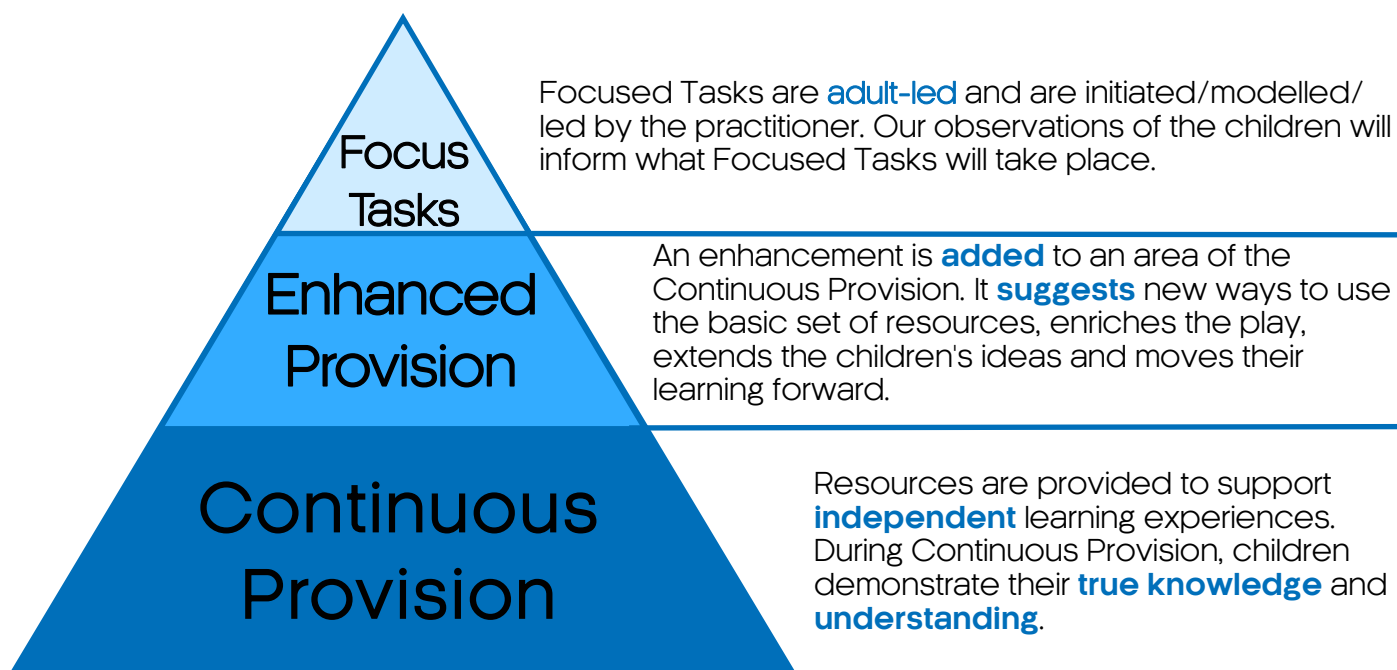 Focus
Tasks
Focused Tasks are adult-led and are initiated/modelled/
led by the practitioner. Our observations of the children will
inform what Focused Tasks will take place.
Enhanced
Provision
An enhancement is added to an area of the
Continuous Provision. It suggests new ways to use
the basic set of resources, enriches the play,
extends the children's ideas and moves their
learning forward.
Continuous
Provision
Resources are provided to support
independent learning experiences.
During Continuous Provision, children
demonstrate their true knowledge and
understanding.